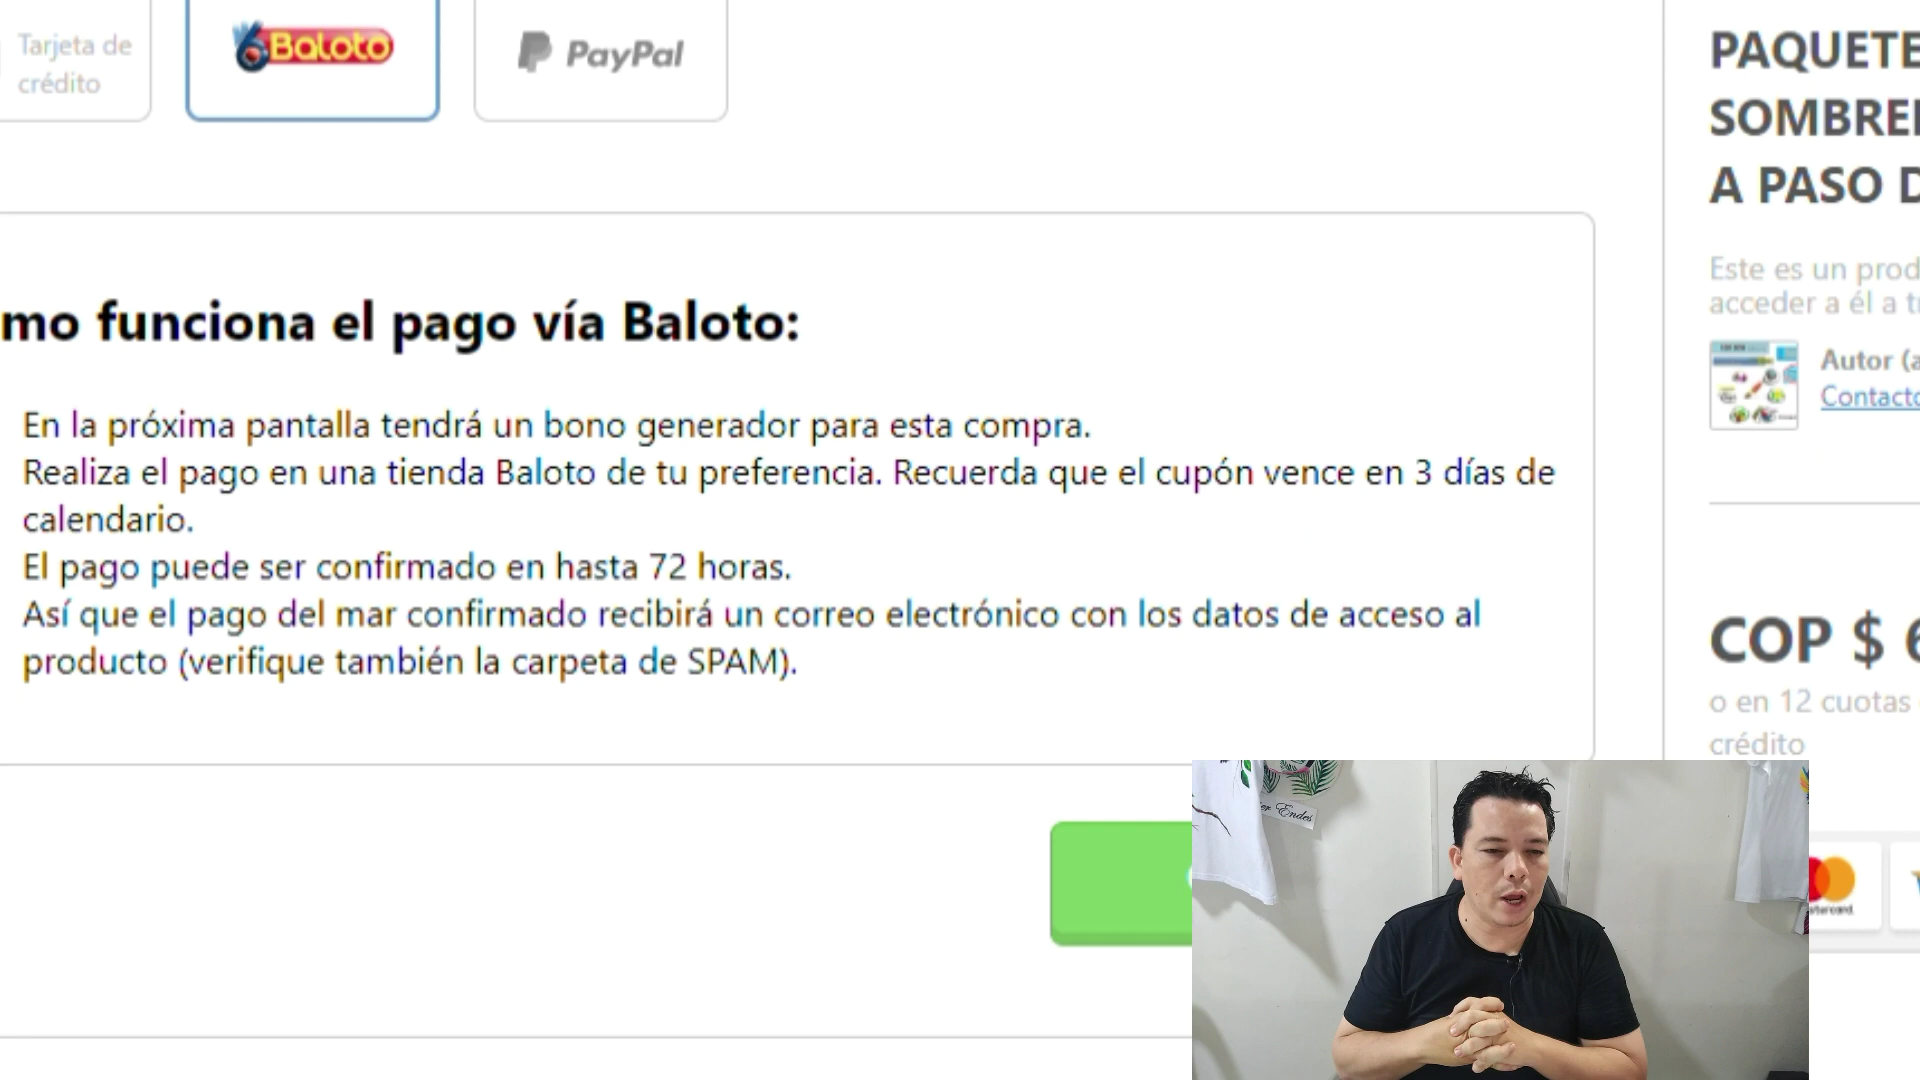 Tarjeta de
crédito
Baloto
PayPal
mo funciona el pago vía Baloto:
En la próxima pantalla tendrá un bono generador para esta compra.
Realiza el pago en una tienda Baloto de tu preferencia. Recuerda que el cupón vence en 3 días de
calendario.
El pago puede ser confirmado en hasta 72 horas.
Así que el pago del mar confirmado recibirá un correo electrónico con los datos de acceso al
producto (verifique también la carpeta de SPAM).
PAQUETE
SOMBRE
A PASO D
Este es un prod
acceder a él a tr
Autor (a
Contacto
COP $ 6
o en 12 cuotas
crédito
Endes